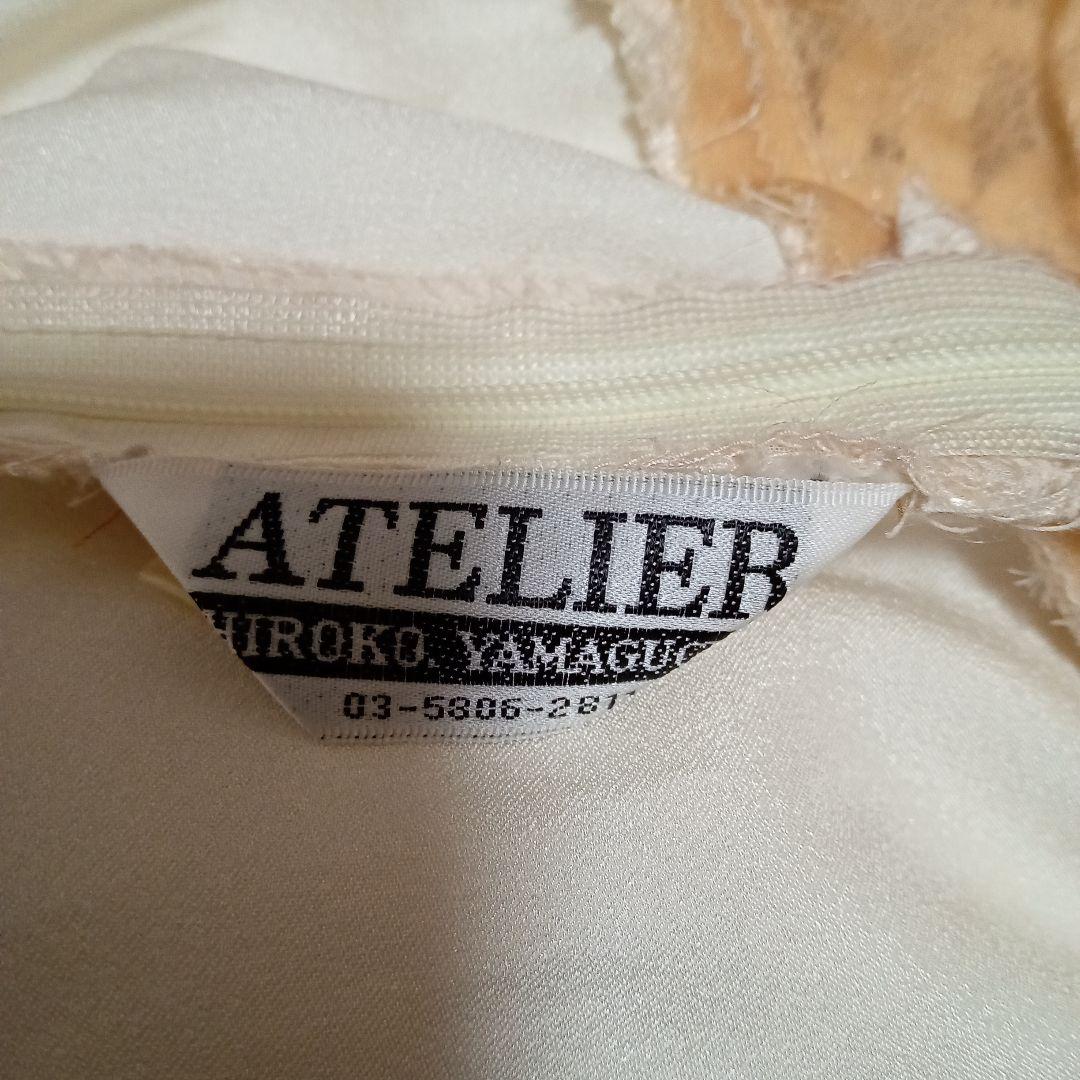 ATELIER
HIROKO YAMAGUC
03-5806-281